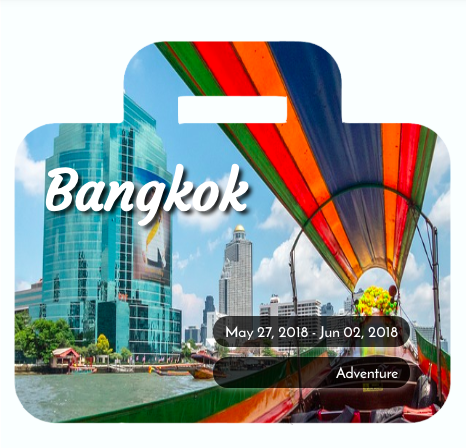 Bangkok
May 27, 2018 - Jun 02, 2018
Adventure